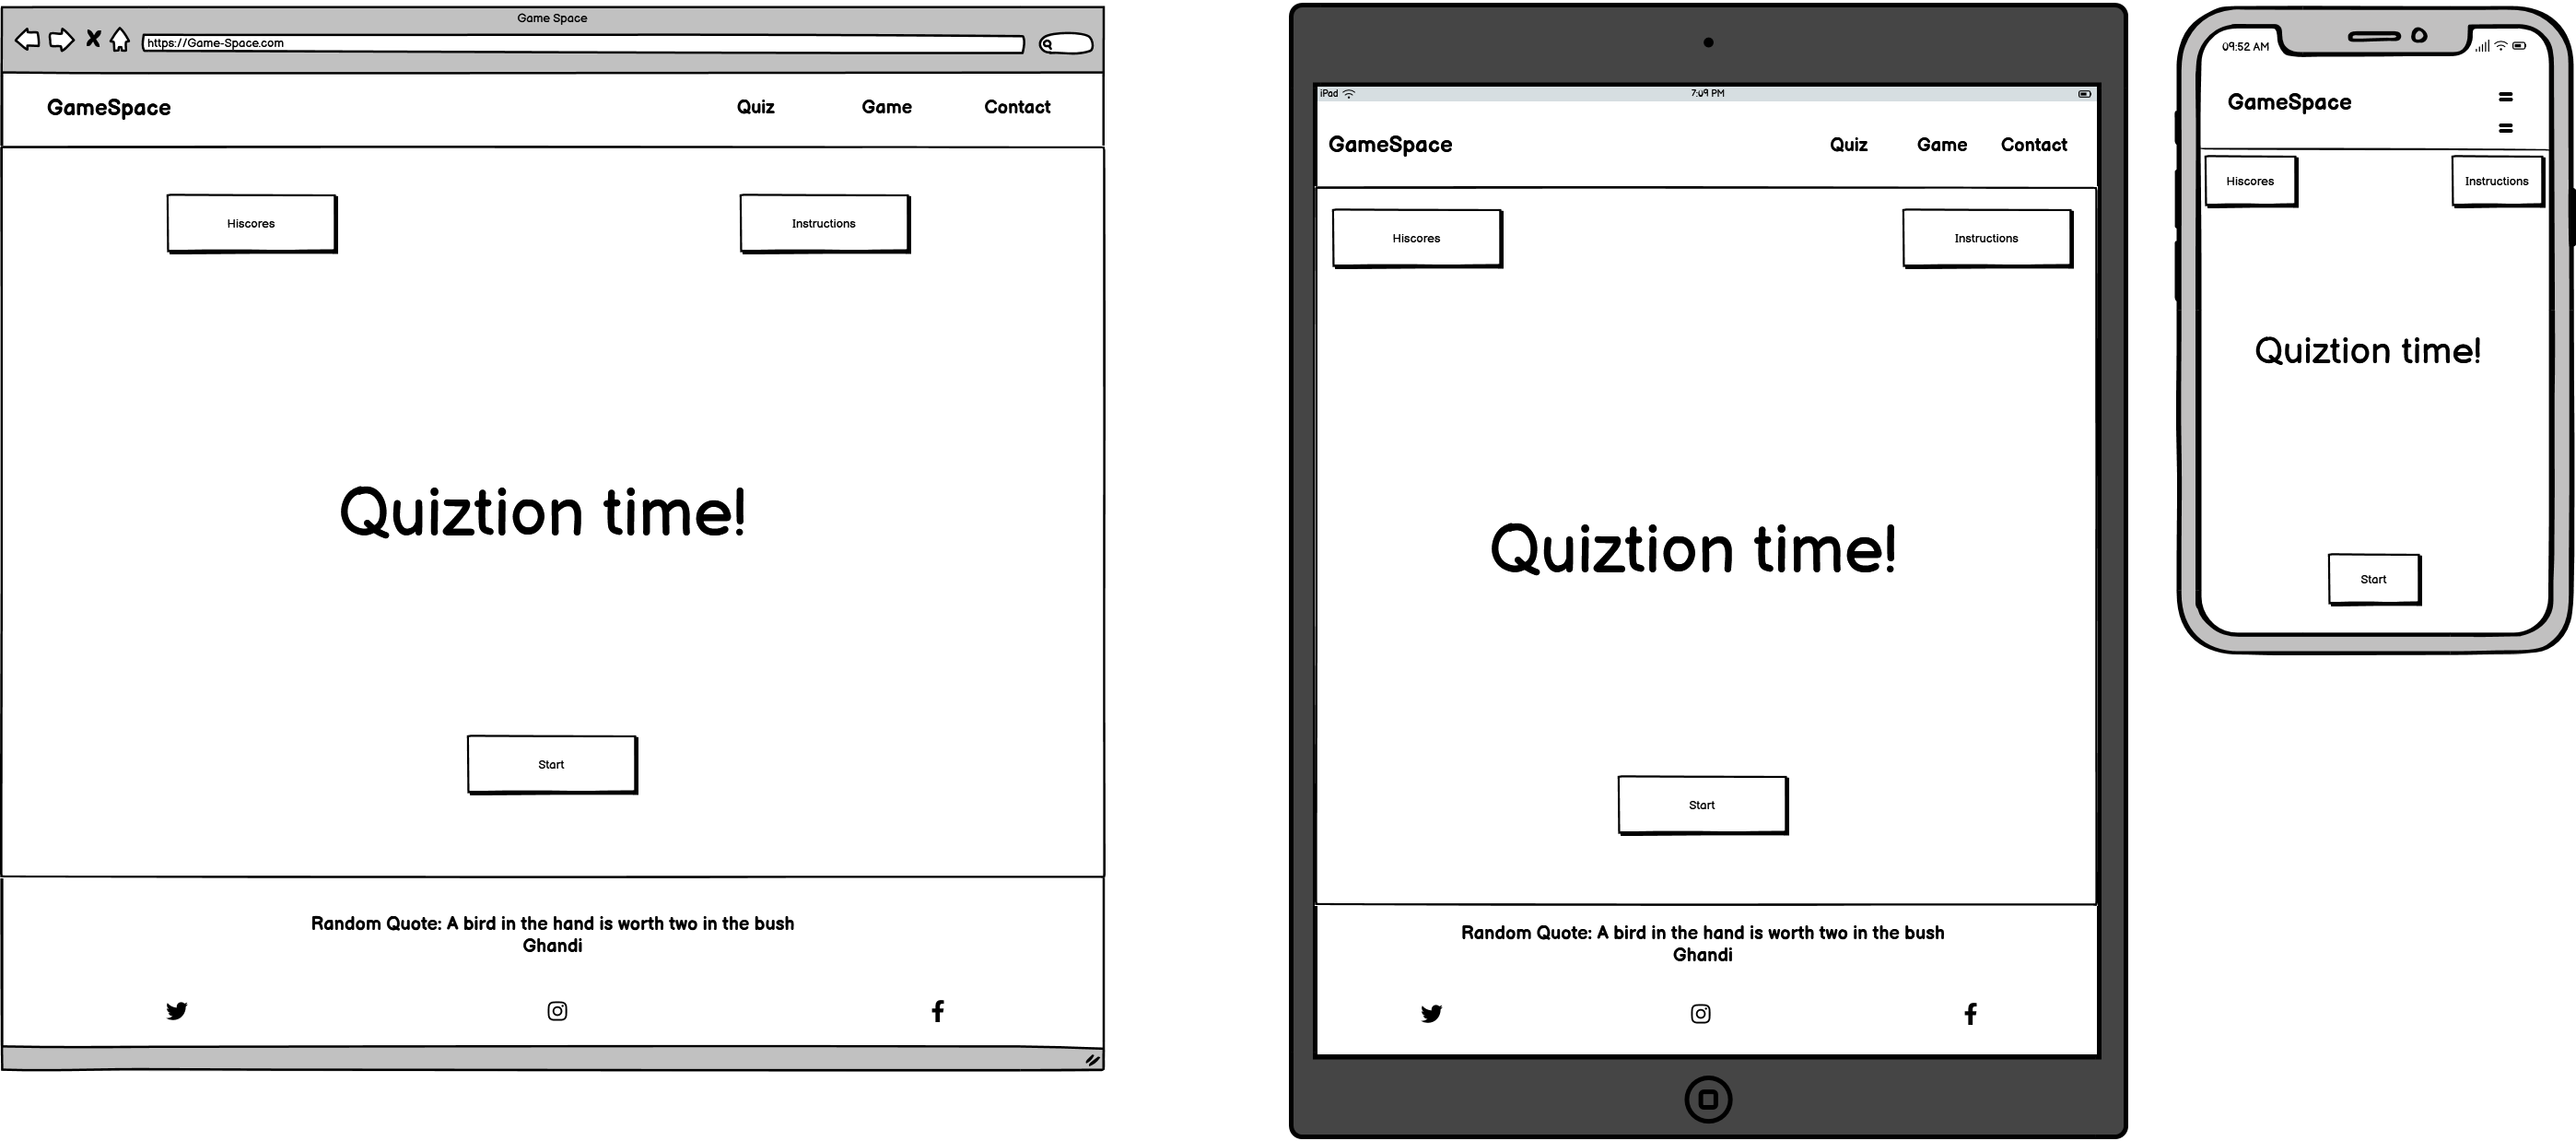 Game Space
https://Game-Space.com
GameSpace Quiz Game Contact
Hiscores Instructions
Quiztion time!
Start
Random Quote: A bird in the hand is worth two in the bush
Ghandi
iPad 7:09 PM
GameSpace Quiz Game Contact
Hiscores Instructions
Quiztion time!
Start
Random Quote: A bird in the hand is worth two in the bush
Ghandi
09:52 AM
GameSpace
Hiscores Instructions
Quiztion time!
Start